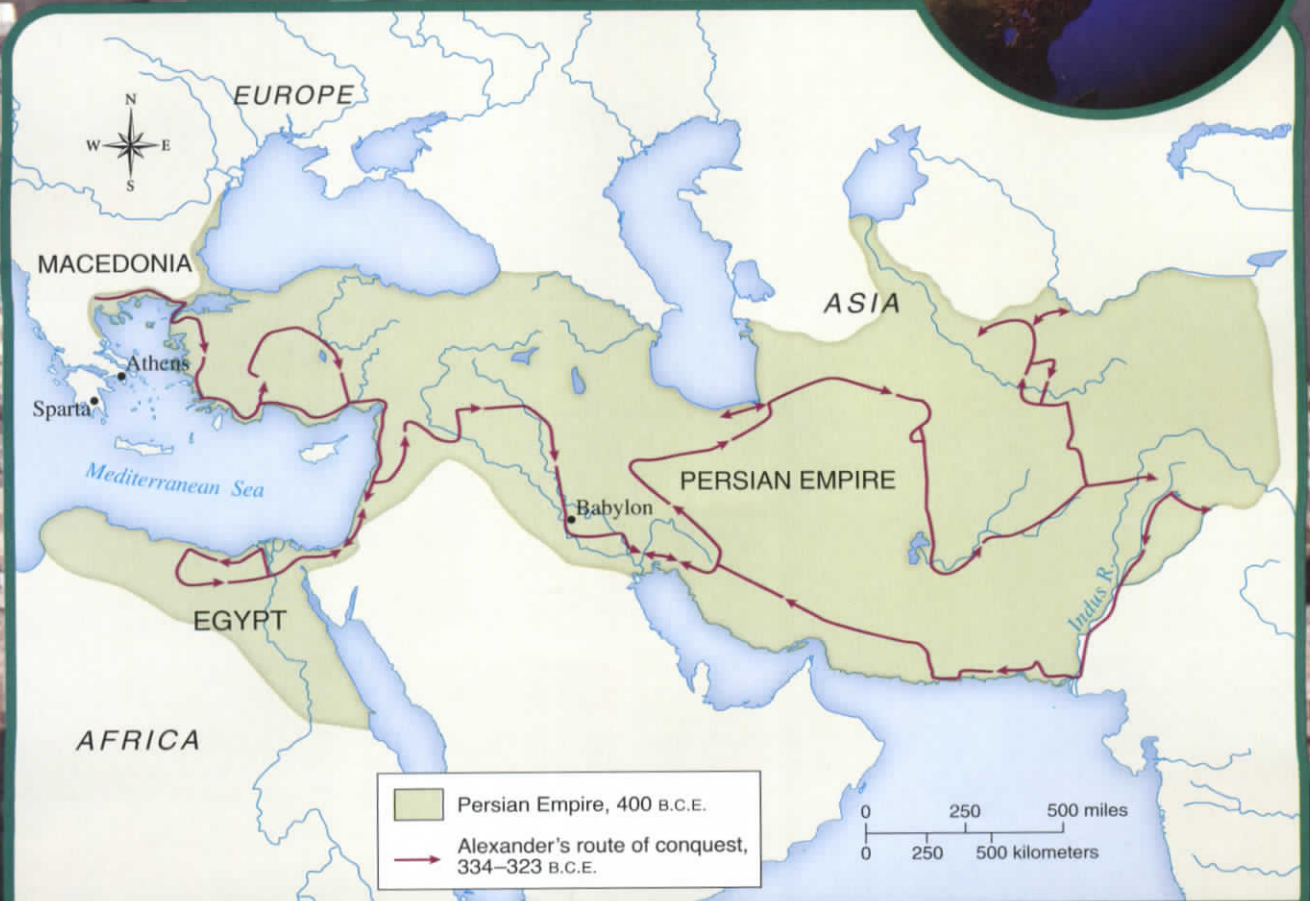 EUROPE
N
W E
S
MACEDONIA
ASIA
Athens
Sparta
Mediterranean Sea
PERSIAN EMPIRE
Babylon
EGYPT
Indus R.
AFRICA
Persian Empire, 400 B.C.E.
Alexander's route of conquest,
334–323 B.C.E.
0 250 500 miles
0 250 500 kilometers